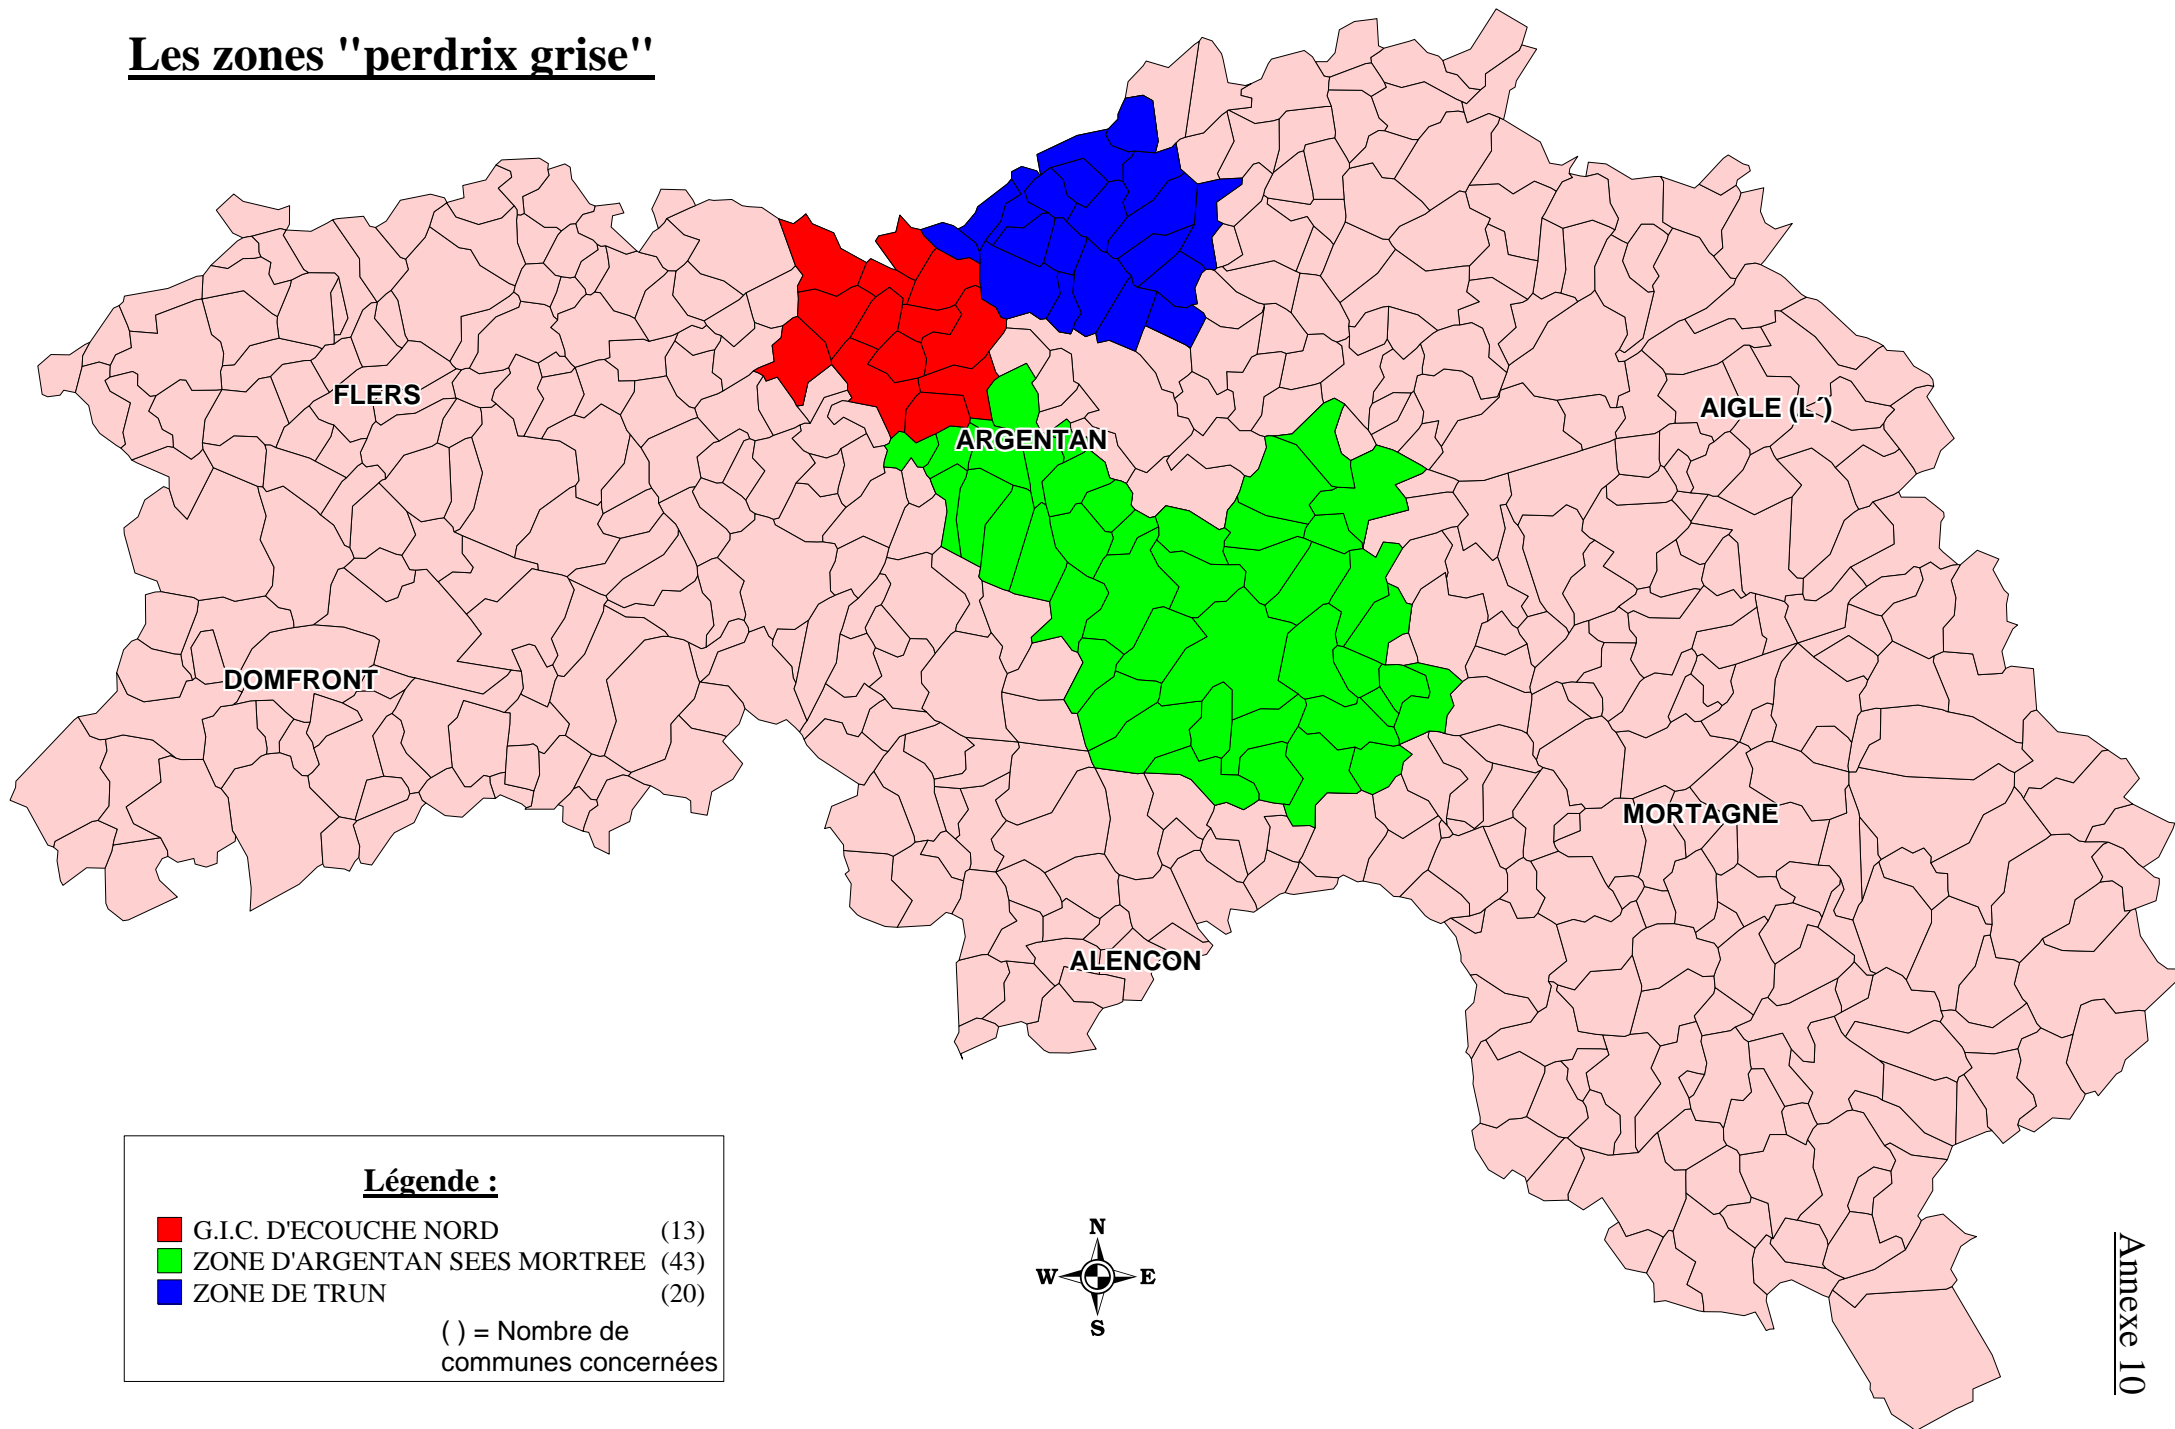 Les zones "perdrix grise"
FLERS
AIGLE (L´)
ARGENTAN
DOMFRONT
MORTAGNE
ALENCON
Légende :
G.I.C. D'ECOUCHE NORD (13)
ZONE D'ARGENTAN SEES MORTREE (43)
ZONE DE TRUN (20)
( ) = Nombre de
communes concernées
N
W E
S
Annexe 10